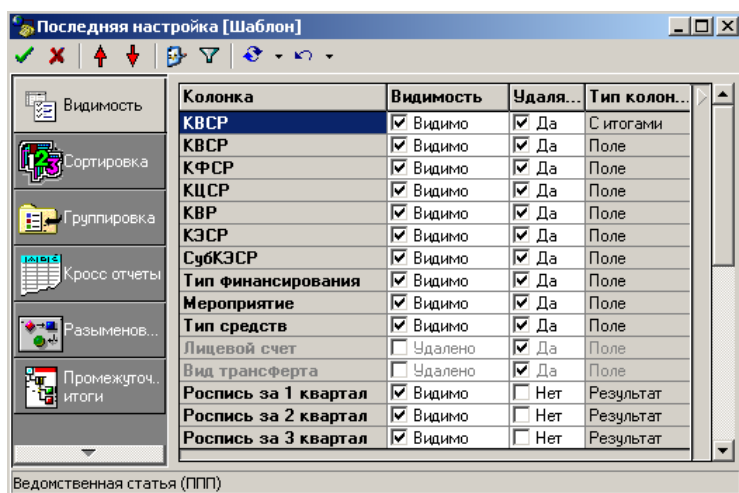 Последняя настройка [Шаблон]
Видимость
Сортировка
Группировка
Кросс отчеты
Разыменов...
Промежуточ..
итоги
Колонка Видимость Удаля... Тип колон...
КВСР Видимо Да С итогами
КВСР Видимо Да Поле
КФСР Видимо Да Поле
КЦСР Видимо Да Поле
КВР Видимо Да Поле
КЭСР Видимо Да Поле
СубКЭСР Видимо Да Поле
Тип финансирования Видимо Да Поле
Мероприятие Видимо Да Поле
Тип средств Видимо Да Поле
Лицевой счет Удалено Да Поле
Вид трансферта Удалено Да Поле
Роспись за 1 квартал Видимо Нет Результат
Роспись за 2 квартал Видимо Нет Результат
Роспись за 3 квартал Видимо Нет Результат
Ведомственная статья (ППП)